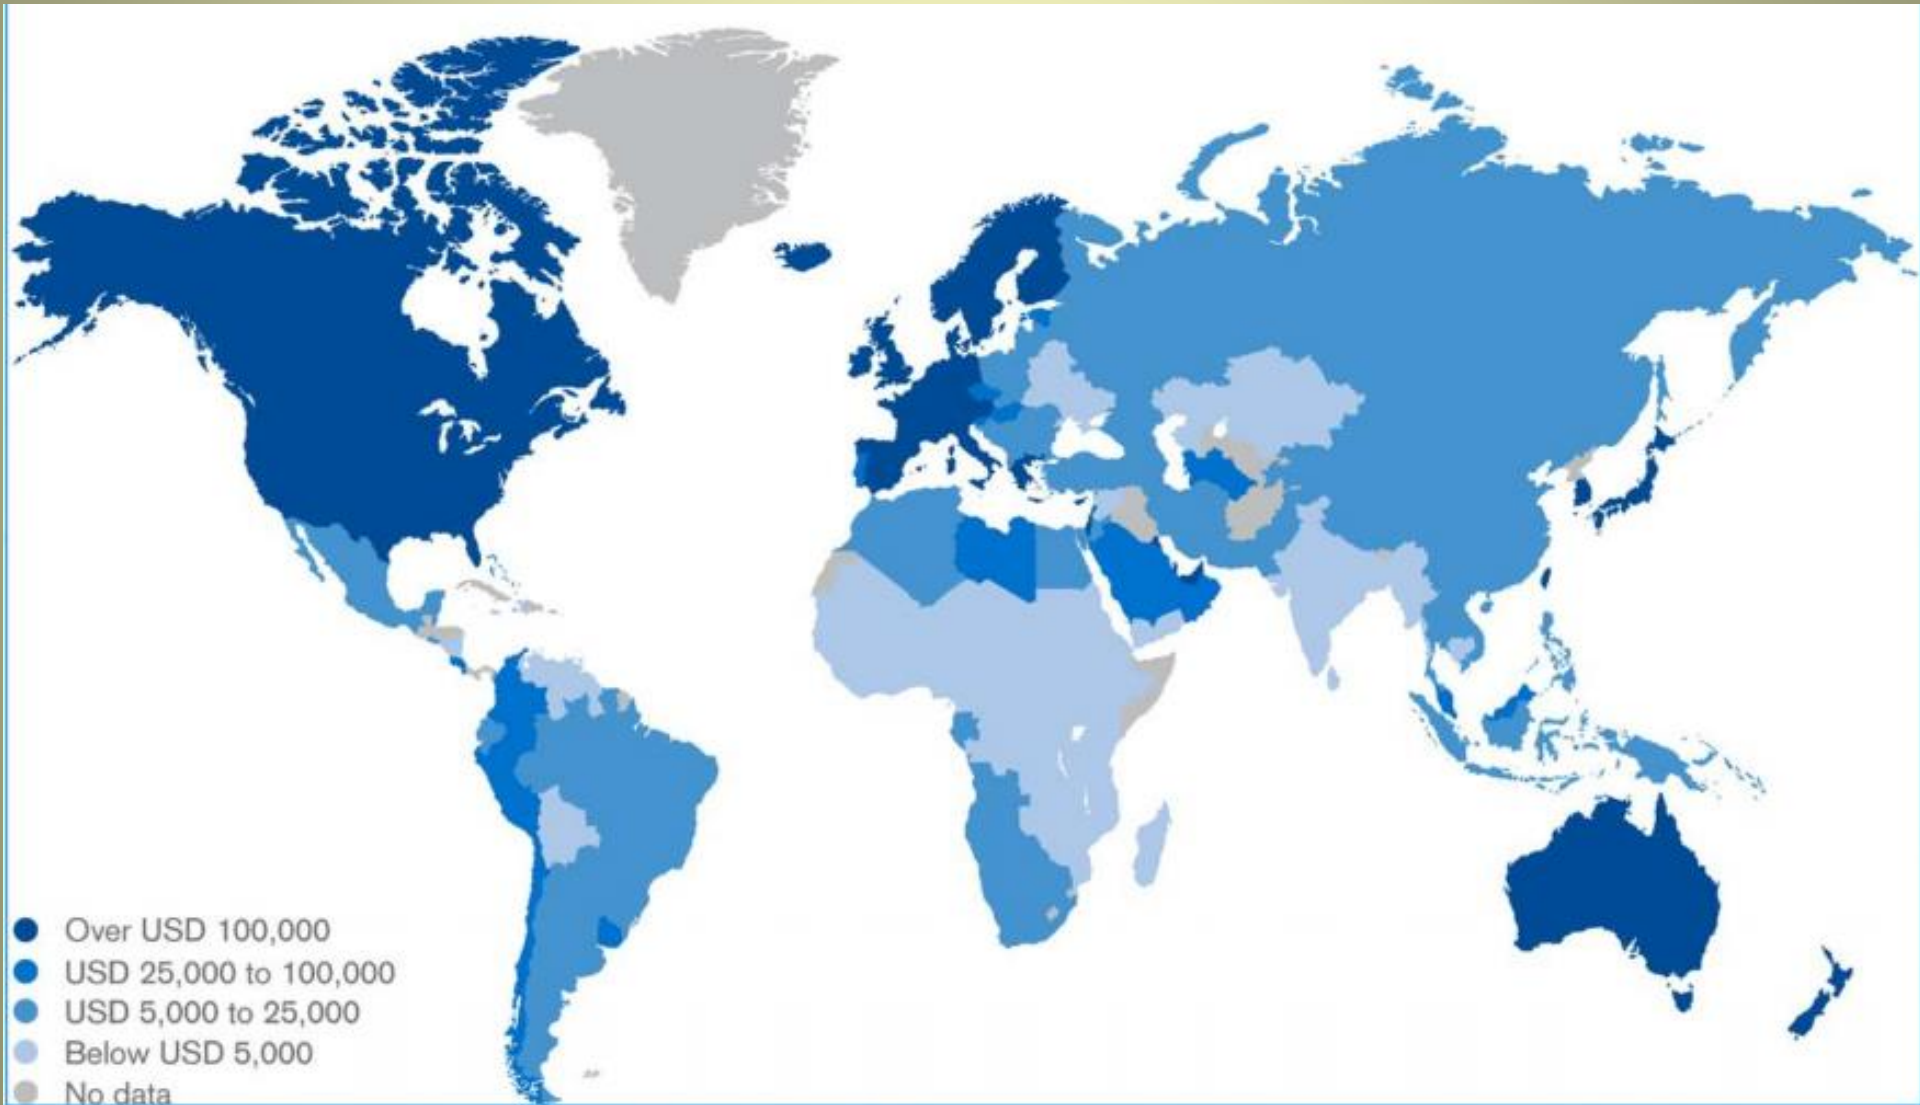 Over USD 100,000
USD 25,000 to 100,000
USD 5,000 to 25,000
Below USD 5,000
No data